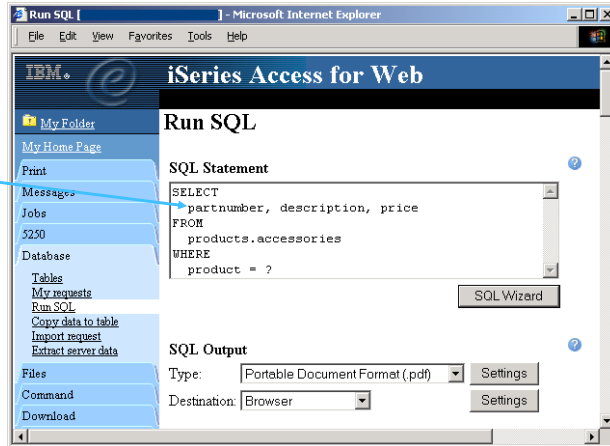 Run SQL [ ] - Microsoft Internet Explorer
File Edit View Favorites Tools Help
IBM®
iSeries Access for Web
My Folder
My Home Page
Print
Messages
Jobs
5250
Database
Tables
My requests
Run SQL
Copy data to table
Import request
Extract server data
Files
Command
Download
Run SQL
SQL Statement
SELECT
partnumber, description, price
FROM
products.accessories
WHERE
product = ?
SQL Wizard
SQL Output
Type: Portable Document Format (.pdf) Settings
Destination: Browser Settings